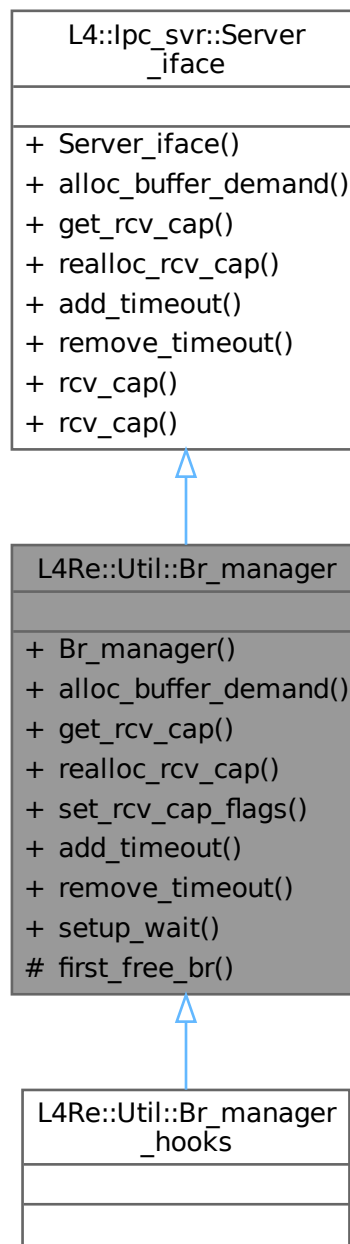 L4::Ipc_svr::Server
_iface
+ Server_iface()
+ alloc_buffer_demand()
+ get_rcv_cap()
+ realloc_rcv_cap()
+ add_timeout()
+ remove_timeout()
+ rcv_cap()
+ rcv_cap()
L4Re::Util::Br_manager
+ Br_manager()
+ alloc_buffer_demand()
+ get_rcv_cap()
+ realloc_rcv_cap()
+ set_rcv_cap_flags()
+ add_timeout()
+ remove_timeout()
+ setup_wait()
# first_free_br()
L4Re::Util::Br_manager
_hooks